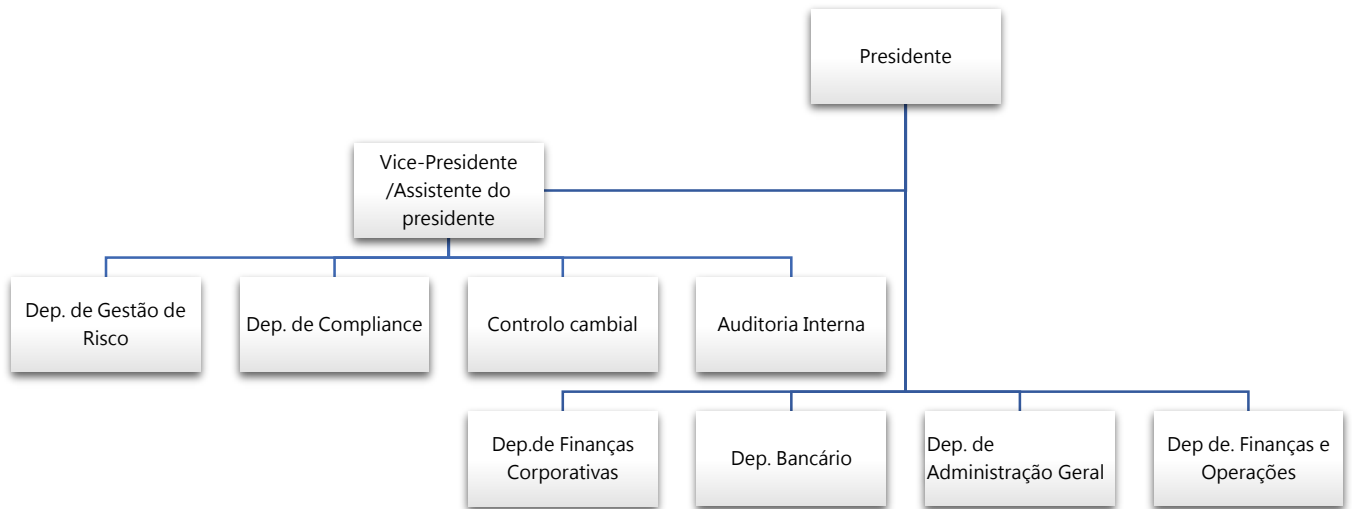 Presidente
Vice-Presidente
/Assistente do
presidente
Dep. de Gestão de
Risco
Dep. de Compliance
Controlo cambial
Auditoria Interna
Dep.de Finanças
Corporativas
Dep. Bancário
Dep. de
Administração Geral
Dep de. Finanças e
Operações